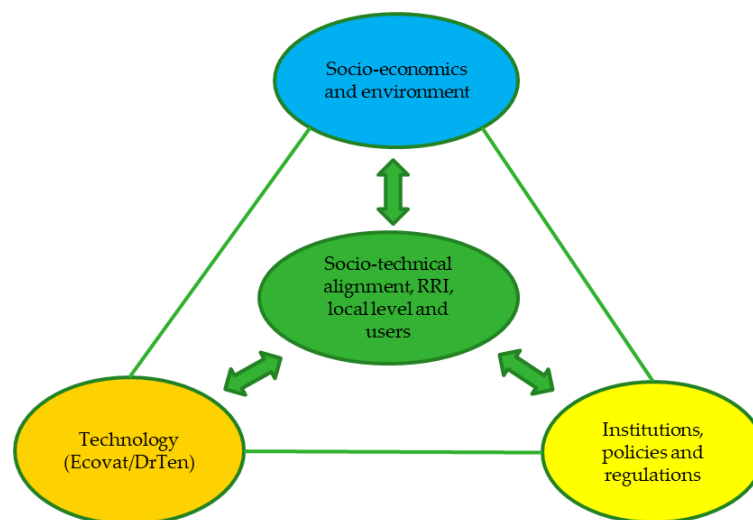 Socio-economics
and environment
Socio-technical
alignment, RRI,
local level and
users
Technology
(Ecovat/DrTen)
Institutions,
policies and
regulations